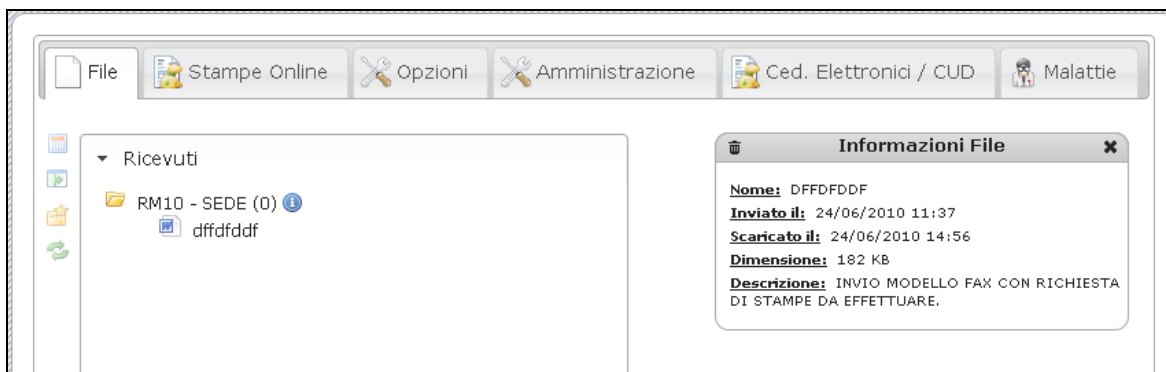 File Stampe Online Opzioni Amministrazione Ced. Elettronici / CUD Malattie
Ricevuti
RM10 - SEDE (0)
dffdfddf
Informazioni File
Nome: DFFDFDDF
Inviato il: 24/06/2010 11:37
Scaricato il: 24/06/2010 14:56
Dimensione: 182 KB
Descrizione: INVIO MODELLO FAX CON RICHIESTA
DI STAMPE DA EFFETTUARE.